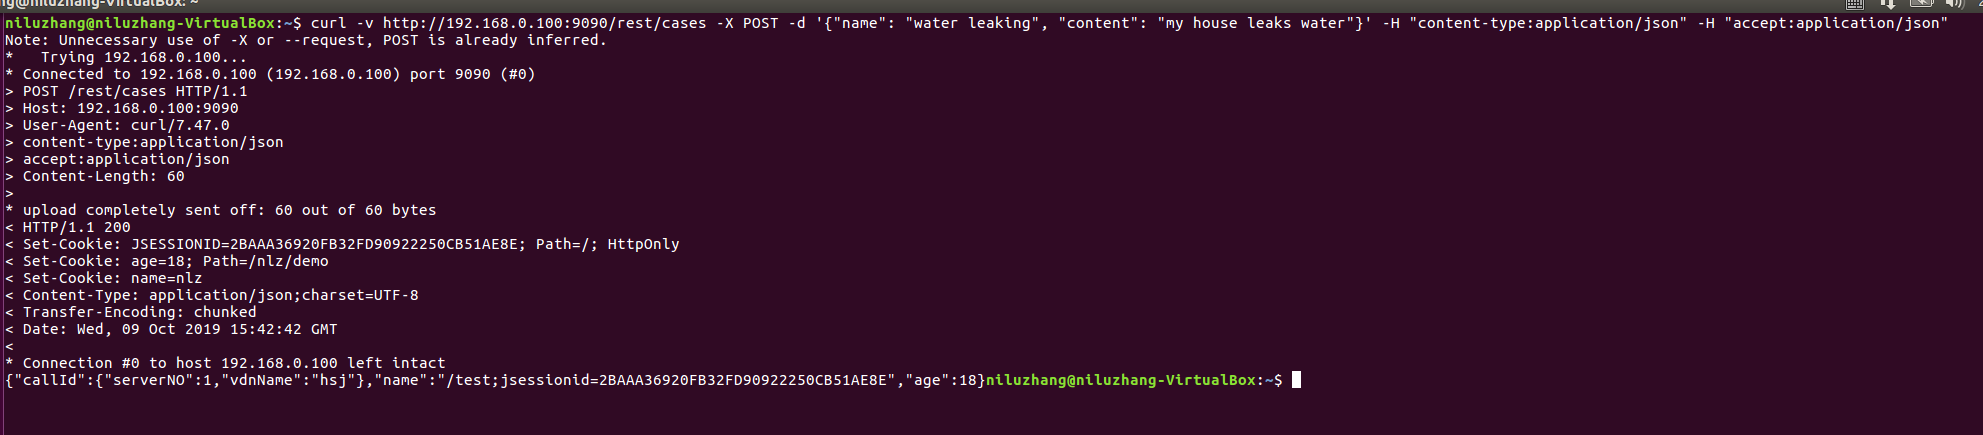 g@niluzhang-VirtualBox: ~
niluzhang@niluzhang-VirtualBox:~$ curl -v http://192.168.0.100:9090/rest/cases -X POST -d '{"name": "water leaking", "content": "my house leaks water"}' -H "content-type:application/json" -H "accept:application/json"
Note: Unnecessary use of -X or --request, POST is already inferred.
*   Trying 192.168.0.100...
* Connected to 192.168.0.100 (192.168.0.100) port 9090 (#0)
> POST /rest/cases HTTP/1.1
> Host: 192.168.0.100:9090
> User-Agent: curl/7.47.0
> content-type:application/json
> accept:application/json
> Content-Length: 60
>
* upload completely sent off: 60 out of 60 bytes
< HTTP/1.1 200
< Set-Cookie: JSESSIONID=2BAAA36920FB32FD90922250CB51AE8E; Path=/; HttpOnly
< Set-Cookie: age=18; Path=/nlz/demo
< Set-Cookie: name=nlz
< Content-Type: application/json;charset=UTF-8
< Transfer-Encoding: chunked
< Date: Wed, 09 Oct 2019 15:42:42 GMT
<
* Connection #0 to host 192.168.0.100 left intact
{"callId":{"serverNO":1,"vdnName":"hsj"},"name":"/test;jsessionid=2BAAA36920FB32FD90922250CB51AE8E","age":18}niluzhang@niluzhang-VirtualBox:~$